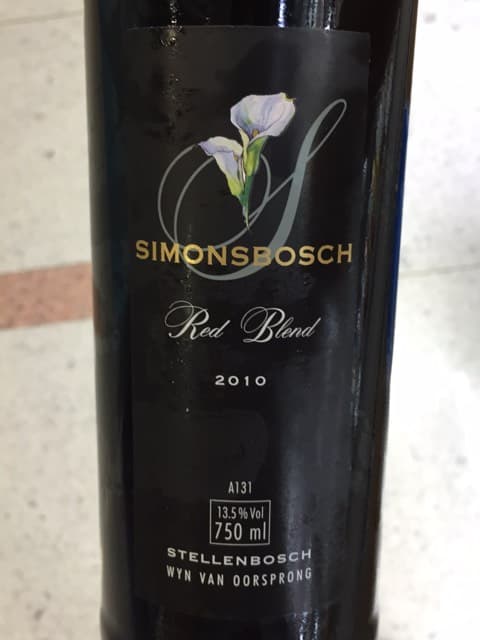 S
SIMONSBOSCH
Red Blend
2010
A131
13.5%Vol
750 ml
STELLENBOSCH
WYN VAN OORSPRONG